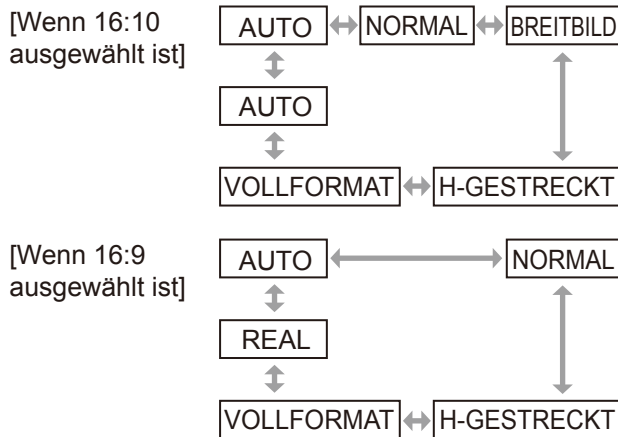 [Wenn 16:10
ausgewählt ist]
AUTO NORMAL BREITBILD
AUTO
VOLLFORMAT H-GESTRECKT
[Wenn 16:9
ausgewählt ist]
AUTO NORMAL
REAL
VOLLFORMAT H-GESTRECKT